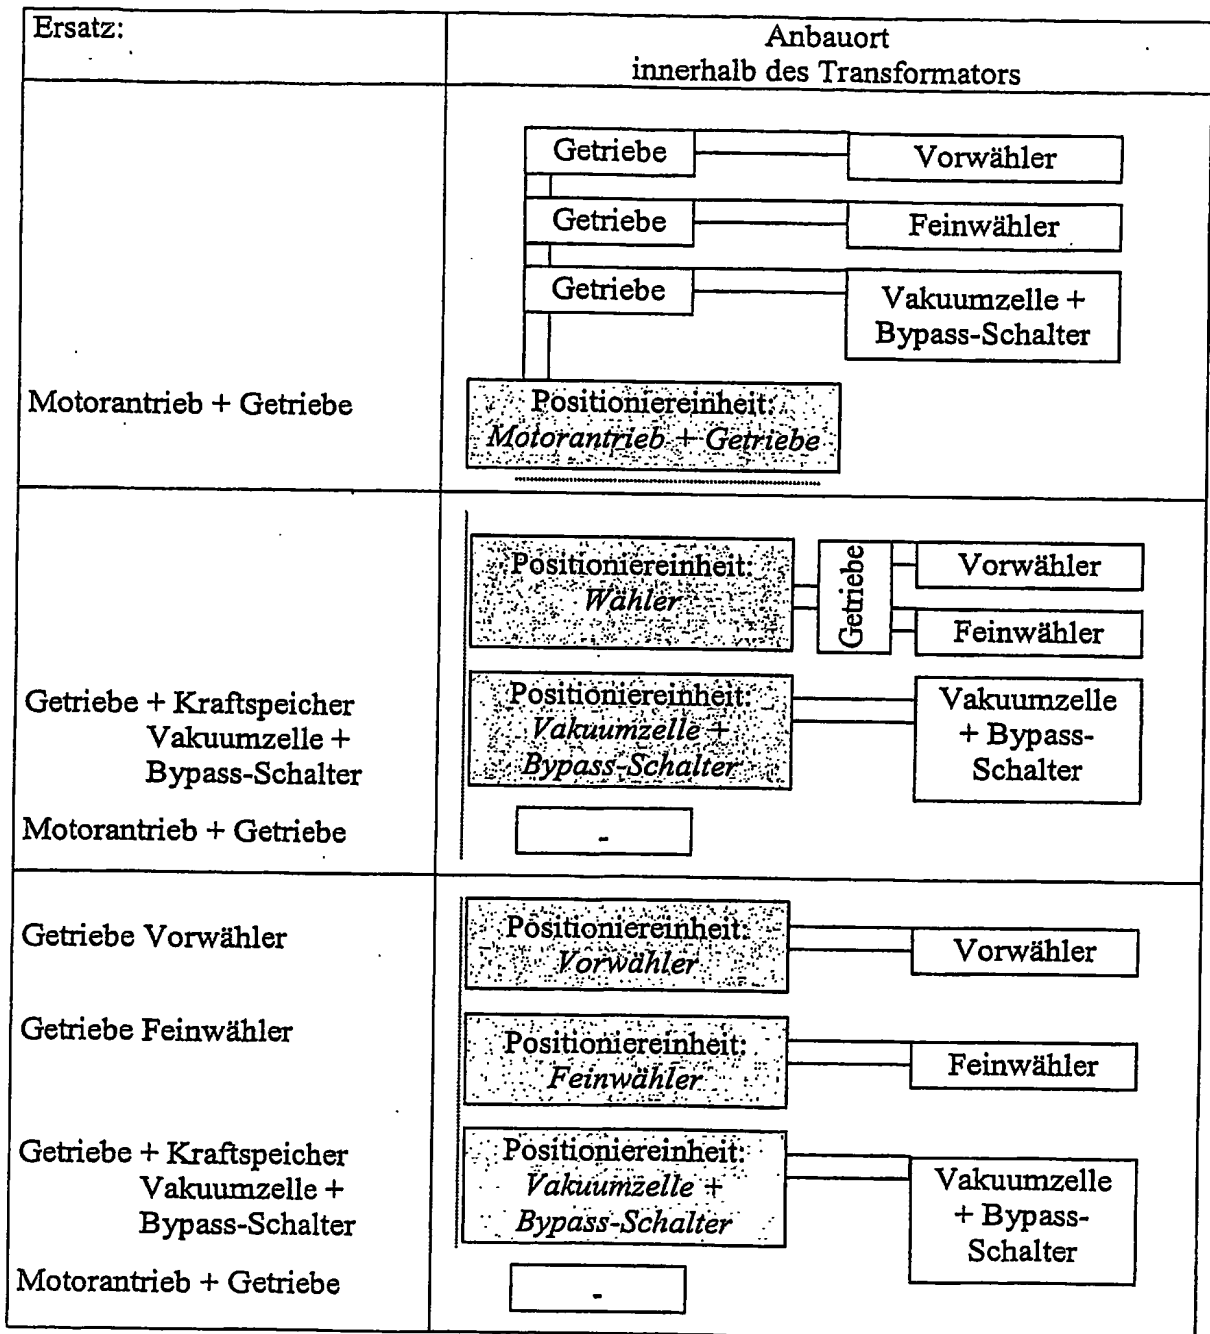 Ersatz:
Anbauort
innerhalb des Transformators
Getriebe
Vorwähler
Getriebe
Feinwähler
Getriebe
Vakuumzelle +
Bypass-Schalter
Motorantrieb + Getriebe
Positioniereinheit:
Motorantrieb + Getriebe
Positioniereinheit:
Wähler
Getriebe
Vorwähler
Feinwähler
Getriebe + Kraftspeicher
Vakuumzelle +
Bypass-Schalter
Positioniereinheit:
Vakuumzelle +
Bypass-Schalter
Vakuumzelle
+ Bypass-
Schalter
Motorantrieb + Getriebe
-
Getriebe Vorwähler
Positioniereinheit:
Vorwähler
Vorwähler
Getriebe Feinwähler
Positioniereinheit:
Feinwähler
Feinwähler
Getriebe + Kraftspeicher
Vakuumzelle +
Bypass-Schalter
Positioniereinheit:
Vakuumzelle +
Bypass-Schalter
Vakuumzelle
+ Bypass-
Schalter
Motorantrieb + Getriebe
-